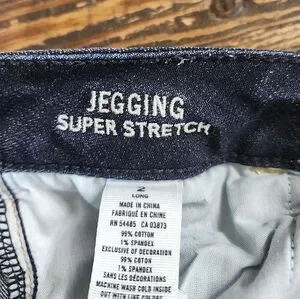 JEGGING
SUPER STRETCH
2
LONG
MADE IN CHINA
FABRIQUÉ EN CHINE
RN 54485 CA 03873
99% COTTON
1% SPANDEX
EXCLUSIVE OF DECORATION
99% COTON
1% SPANDEX
SANS LES DÉCORATIONS
MACHINE WASH COLD INSIDE
OUT WITH LIKE COLORS